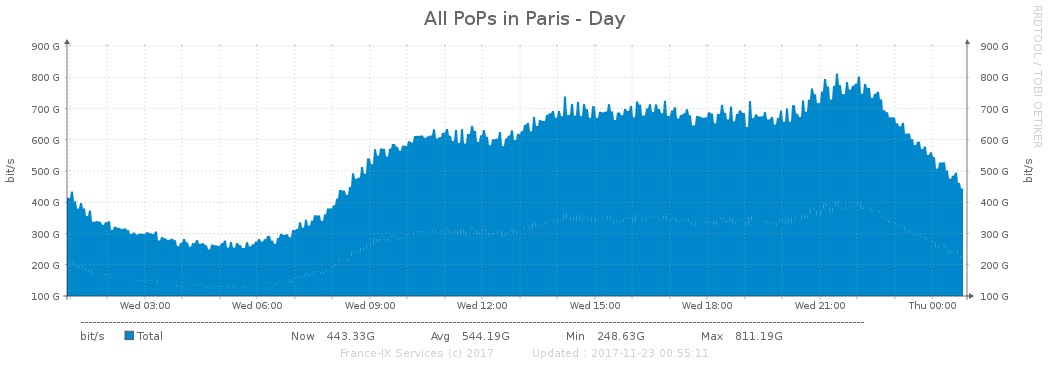 All PoPs in Paris - Day
RRDTOOL / TOBI OETIKER
900 G 900 G
800 G 800 G
700 G 700 G
600 G 600 G
500 G 500 G
400 G 400 G
300 G 300 G
200 G 200 G
100 G 100 G
bit/s bit/s
Wed 03:00 Wed 06:00 Wed 09:00 Wed 12:00 Wed 15:00 Wed 18:00 Wed 21:00 Thu 00:00
bit/s Total Now 443.33G Avg 544.19G Min 248.63G Max 811.19G
France-IX Services (c) 2017 Updated : 2017-11-23 00:55:11